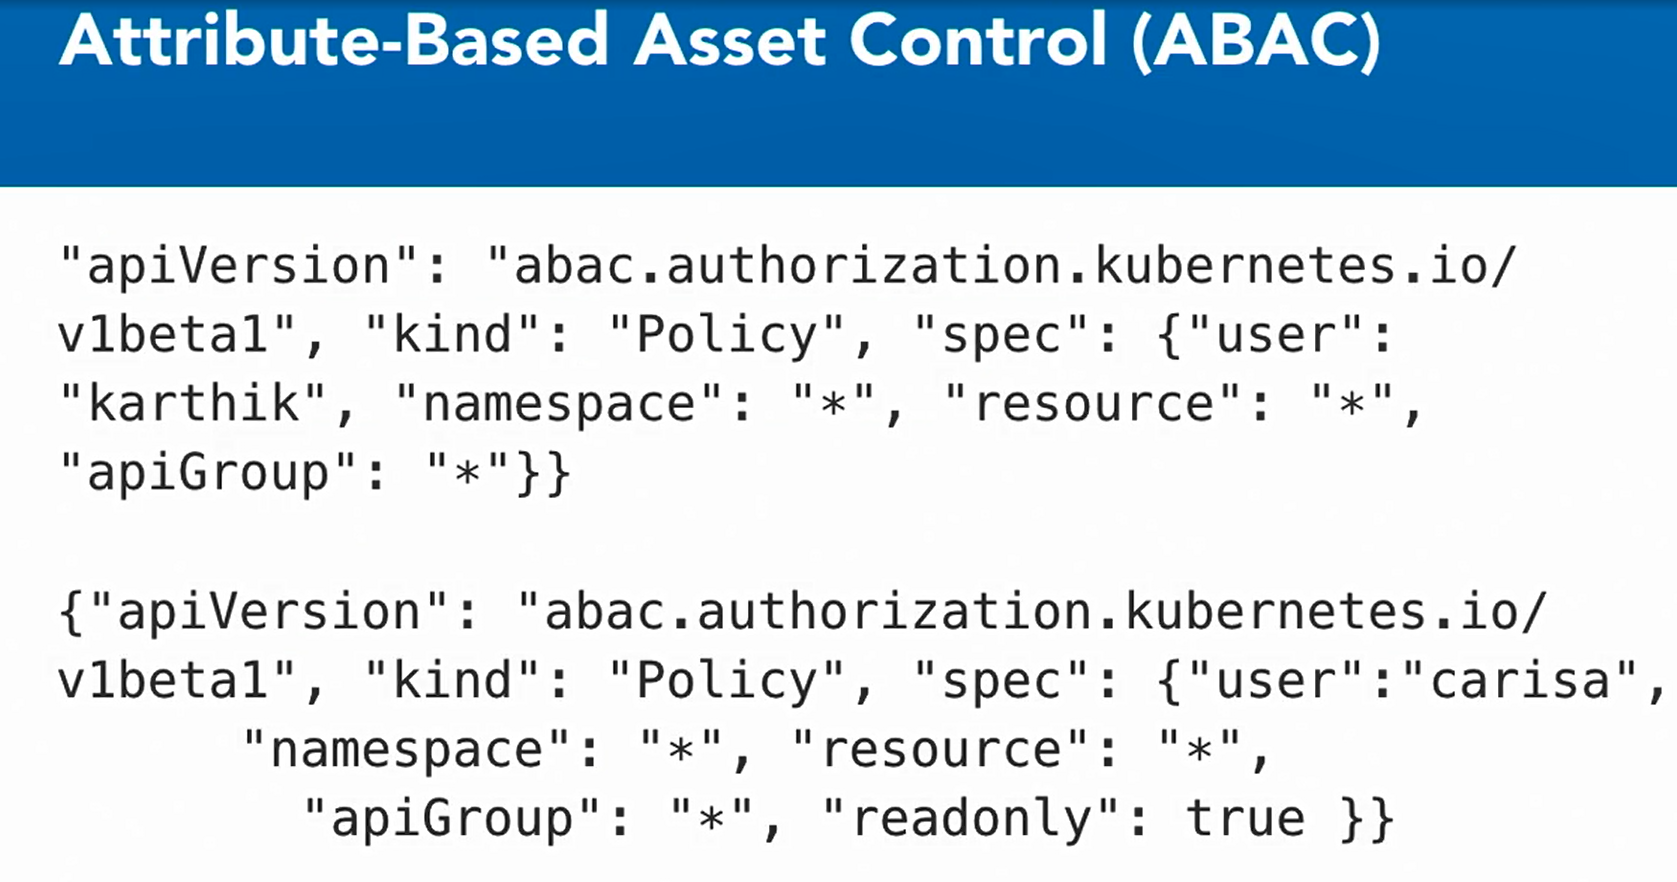 Attribute-Based Asset Control (ABAC)
"apiVersion": "abac.authorization.kubernetes.io/
v1beta1", "kind": "Policy", "spec": {"user":
"karthik", "namespace": "*", "resource": "*",
"apiGroup": "*"}}
{"apiVersion": "abac.authorization.kubernetes.io/
v1beta1", "kind": "Policy", "spec": {"user":"carisa",
"namespace": "*", "resource": "*",
"apiGroup": "*", "readonly": true }}